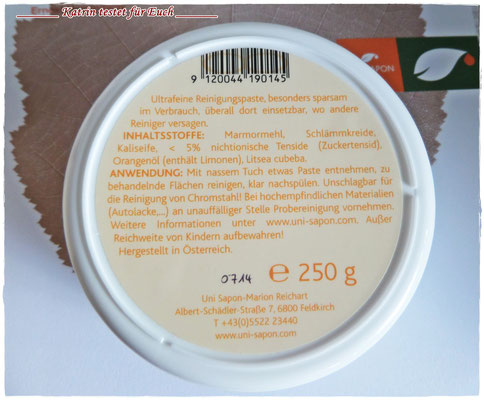 Katrin testet für Euch
SAPON
9 120044 190145
Ultrafeine Reinigungspaste, besonders sparsam
im Verbrauch, überall dort einsetzbar, wo andere
Reiniger versagen.
INHALTSSTOFFE: Marmormehl, Schlämmkreide,
Kaliseife, < 5% nichtionische Tenside (Zuckertensid),
Orangenöl (enthält Limonen), Litsea cubeba.
ANWENDUNG: Mit nassem Tuch etwas Paste entnehmen, zu
behandelnde Flächen reinigen, klar nachspülen. Unschlagbar für
die Reinigung von Chromstahl! Bei hochempfindlichen Materialien
(Autolacke,...) an unauffälliger Stelle Probereinigung vornehmen.
Weitere Informationen unter www.uni-sapon.com. Außer
Reichweite von Kindern aufbewahren!
Hergestellt in Österreich.
0714 e 250 g
Uni Sapon-Marion Reichart
Albert-Schädler-Straße 7, 6800 Feldkirch
T +43(0)5522 23440
www.uni-sapon.com